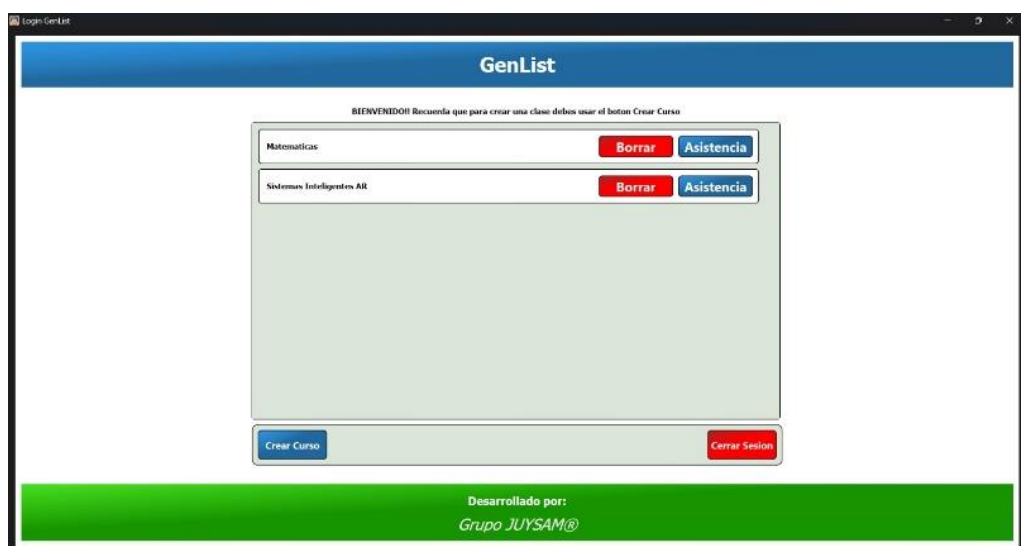 Login GenList
GenList
BIENVENIDO!! Recuerda que para crear una clase debes usar el boton Crear Curso
Matematicas
Borrar
Asistencia
Sistemas Inteligentes AR
Borrar
Asistencia
Crear Curso
Cerrar Sesion
Desarrollado por:
Grupo JUYSAM®